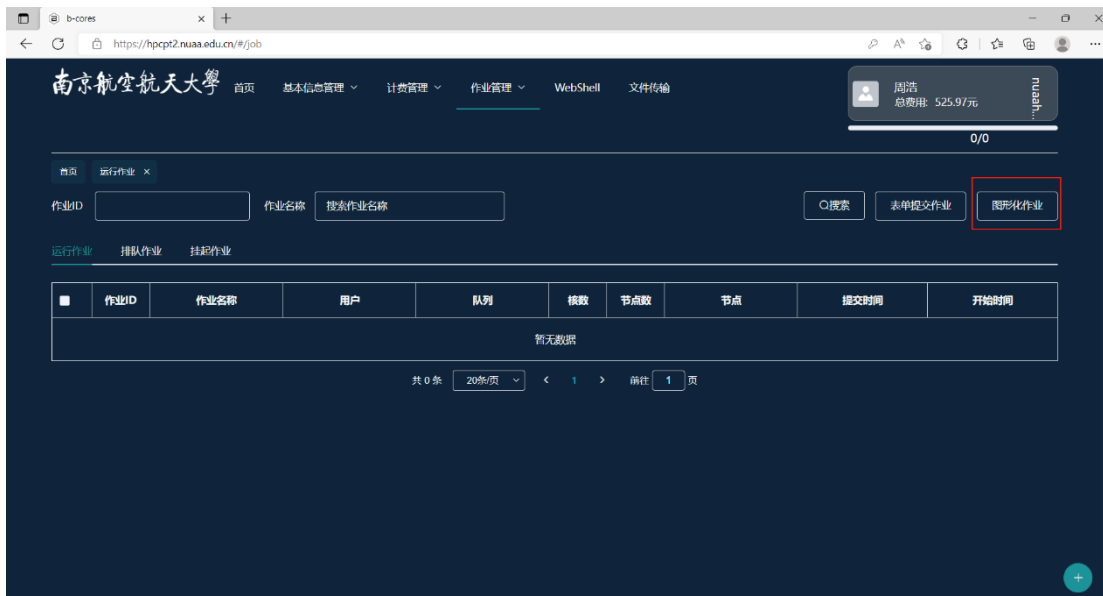 b-cores
https://hpcpt2.nuaa.edu.cn/#/job
南京航空航天大學 首页 基本信息管理 计费管理 作业管理 WebShell 文件传输
周浩
总费用: 525.97元
nuaah...
0/0
首页 运行作业 ×
作业ID 作业名称 搜索作业名称 搜索 表单提交作业 图形化作业
运行作业 排队作业 挂起作业
作业ID 作业名称 用户 队列 核数 节点数 节点 提交时间 开始时间
暂无数据
共 0 条 20条/页 < 1 > 前往 1 页